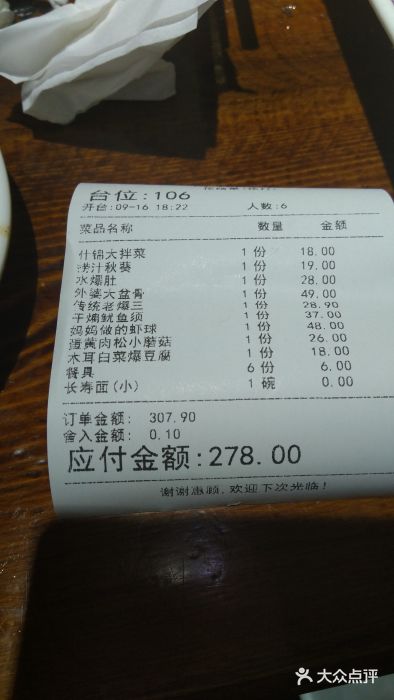 台位:106
开台:09-16 18:22 人数:6
菜品名称 数量 金额
什锦大拌菜 1 份 18.00
捞汁秋葵 1 份 19.00
水爆肚 1 份 28.00
外婆大盆骨 1 份 49.00
传统老爆三 1 份 28.90
干煸鱿鱼须 1 份 37.00
妈妈做的虾球 1 份 48.00
蛋黄肉松小蘑菇 1 份 26.00
木耳白菜爆豆腐 1 份 18.00
餐具 6 份 6.00
长寿面(小) 1 碗 0.00
订单金额: 307.90
舍入金额: 0.10
应付金额:278.00
谢谢惠顾,欢迎下次光临!
大众点评